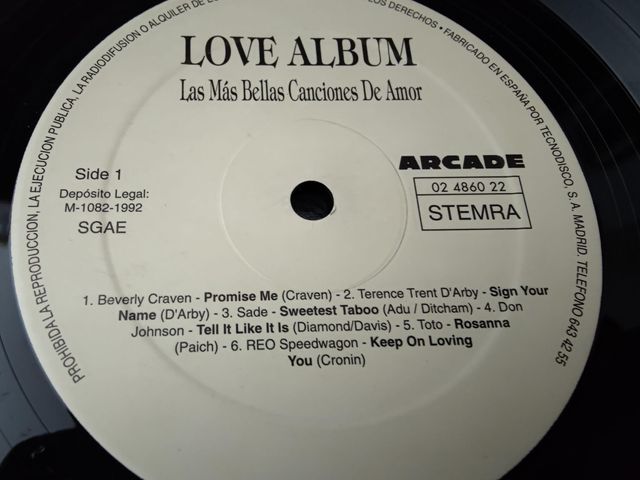 PROHIBIDA LA REPRODUCCION, LA EJECUCION PUBLICA, LA RADIODIFUSION O ALQUILER DE
LOS DERECHOS • FABRICADO EN ESPAÑA POR TECNODISCO, S. A. MADRID. TELEFONO 643 42 55
LOVE ALBUM
Las Más Bellas Canciones De Amor
Side 1
Depósito Legal:
M-1082-1992
SGAE
ARCADE
02 4860 22
STEMRA
1. Beverly Craven - Promise Me (Craven) - 2. Terence Trent D'Arby - Sign Your
Name (D'Arby) - 3. Sade - Sweetest Taboo (Adu / Ditcham) - 4. Don
Johnson - Tell It Like It Is (Diamond/Davis) - 5. Toto - Rosanna
(Paich) - 6. REO Speedwagon - Keep On Loving
You (Cronin)